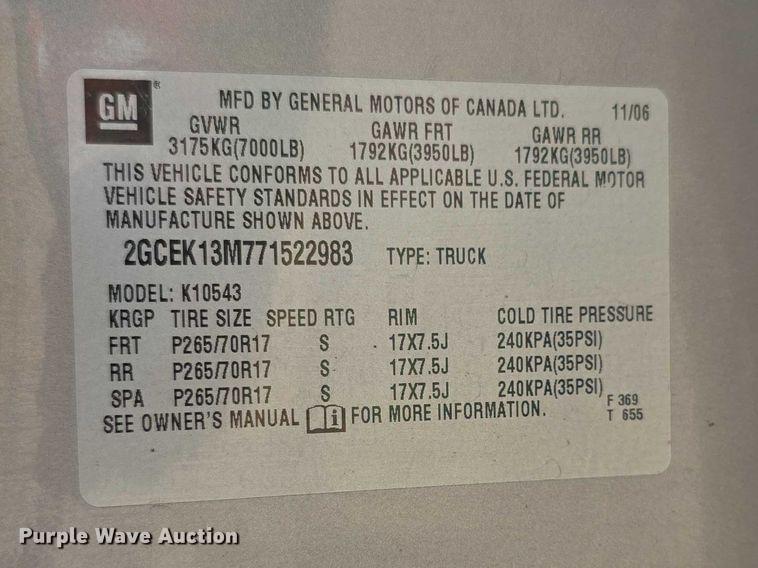 GM ®
MFD BY GENERAL MOTORS OF CANADA LTD. 11/06
GVWR GAWR FRT GAWR RR
3175KG(7000LB) 1792KG(3950LB) 1792KG(3950LB)
THIS VEHICLE CONFORMS TO ALL APPLICABLE U.S. FEDERAL MOTOR
VEHICLE SAFETY STANDARDS IN EFFECT ON THE DATE OF
MANUFACTURE SHOWN ABOVE.
2GCEK13M771522983 TYPE: TRUCK
MODEL: K10543
KRGP TIRE SIZE SPEED RTG RIM COLD TIRE PRESSURE
FRT P265/70R17 S 17X7.5J 240KPA(35PSI)
RR P265/70R17 S 17X7.5J 240KPA(35PSI)
SPA P265/70R17 S 17X7.5J 240KPA(35PSI)
SEE OWNER'S MANUAL i FOR MORE INFORMATION.
F 369
T 655
Purple Wave Auction